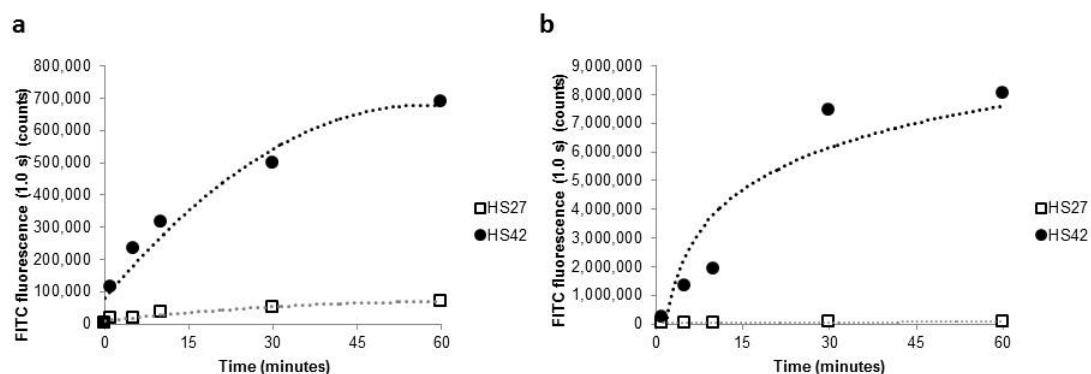 a
FITC fluorescence (1.0 s) (counts)
800,000
700,000
600,000
500,000
400,000
300,000
200,000
100,000
0
0
15
30
45
60
Time (minutes)
HS27
HS42
b
FITC fluorescence (1.0 s) (counts)
9,000,000
8,000,000
7,000,000
6,000,000
5,000,000
4,000,000
3,000,000
2,000,000
1,000,000
0
0
15
30
45
60
Time (minutes)
HS27
HS42